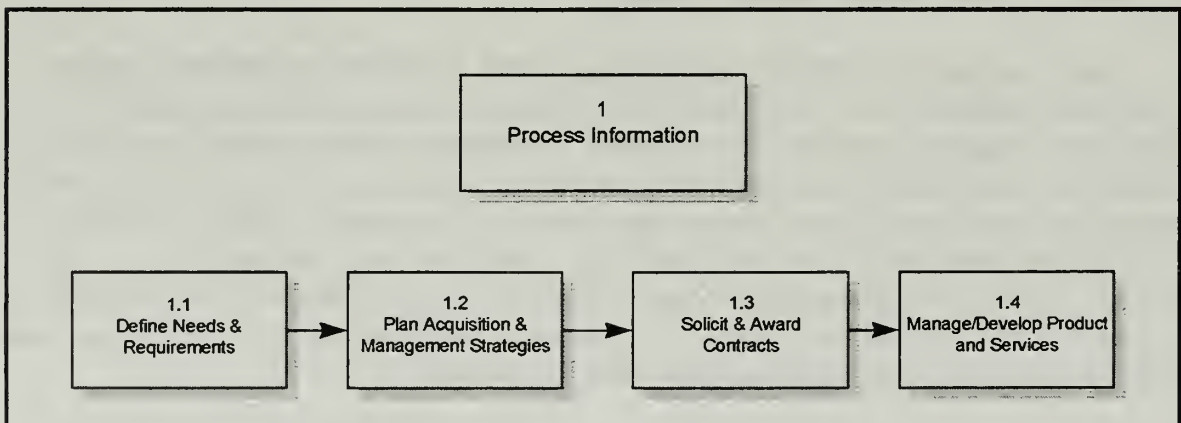 1
Process Information
1.1
Define Needs &
Requirements
1.2
Plan Acquisition &
Management Strategies
1.3
Solicit & Award
Contracts
1.4
Manage/Develop Product
and Services